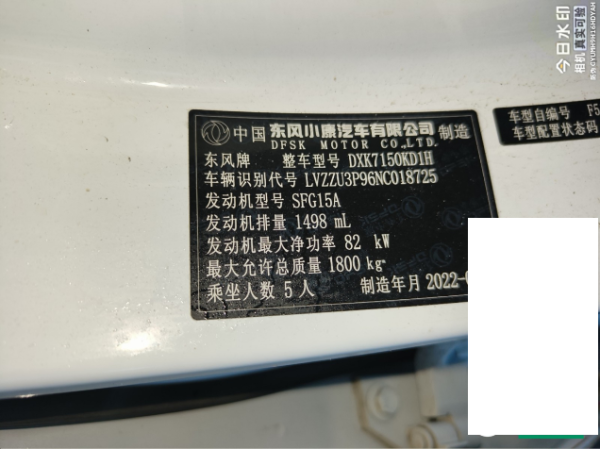 今日水印
相机 真实可验
车型自编号 F5
车型配置状态码
中国 东风小康汽车有限公司 制造
DFSK MOTOR CO.,LTD.
东风牌 整车型号 DXK7150KD1H
车辆识别代号 LVZZU3P96NC018725
发动机型号 SFG15A
发动机排量 1498 mL
发动机最大净功率 82 kW
最大允许总质量 1800 kg
乘坐人数 5 人 制造年月 2022-0